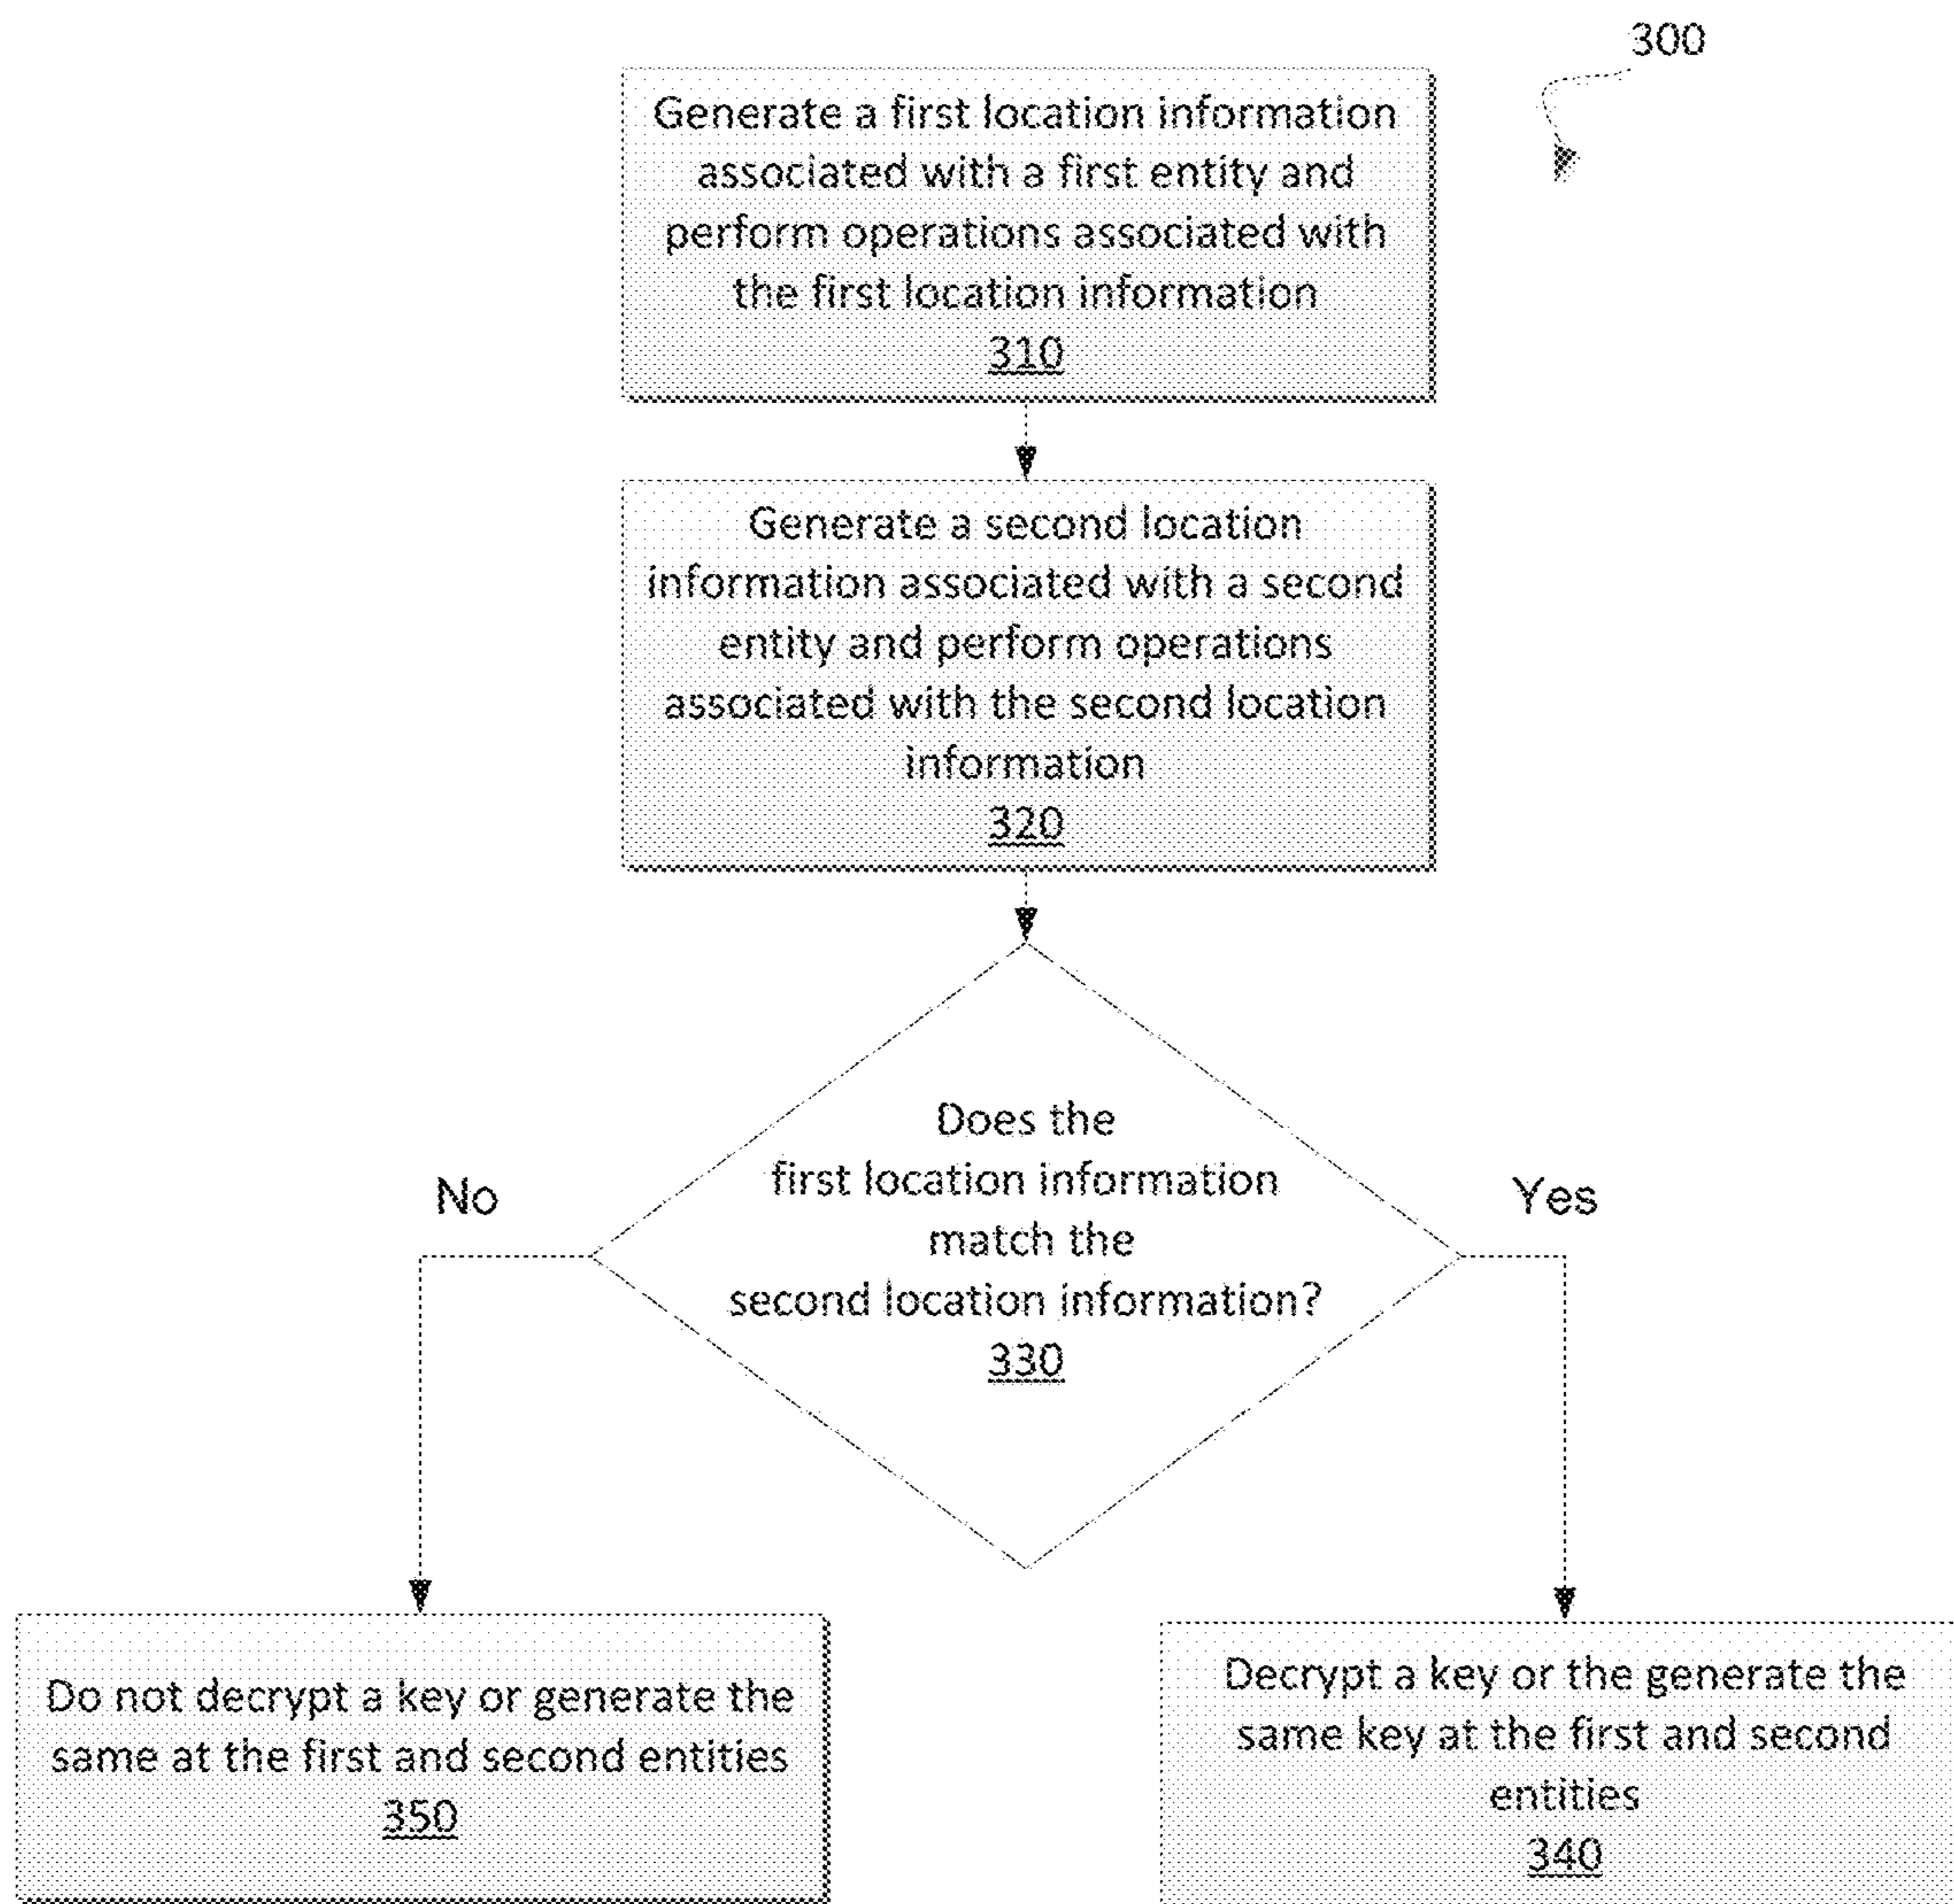 300
Generate a first location information
associated with a first entity and
perform operations associated with
the first location information
310
Generate a second location
information associated with a second
entity and perform operations
associated with the second location
information
320
Does the
first location information
match the
second location information?
330
No
Yes
Do not decrypt a key or generate the
same at the first and second entities
350
Decrypt a key or the generate the
same key at the first and second
entities
340